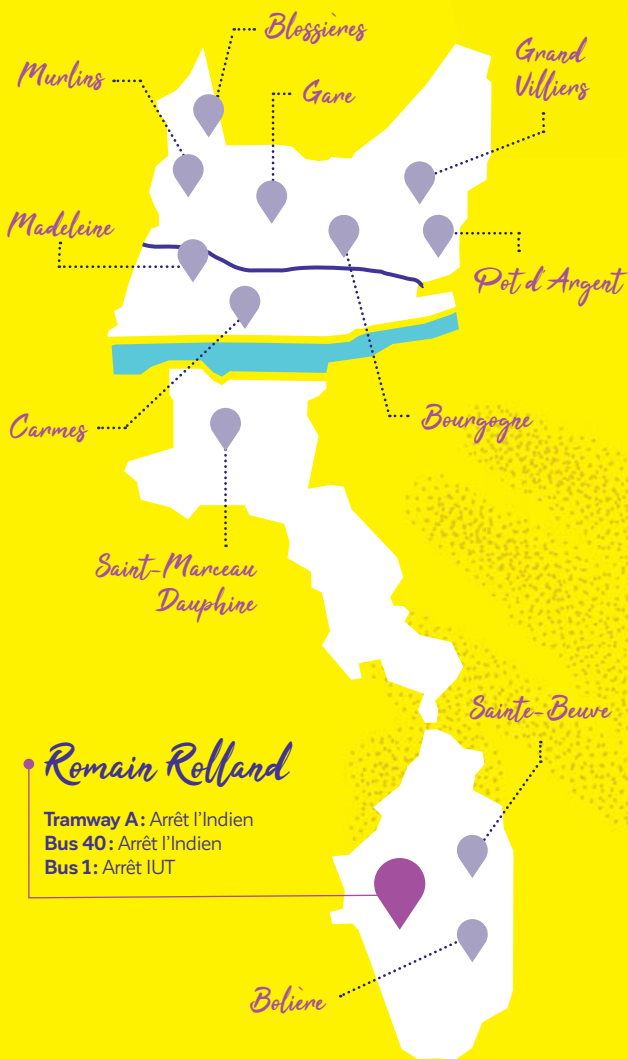 Blossières
Murlins
Gare
Grand
Villiers
Madeleine
Pot d'Argent
Carmes
Bourgogne
Saint-Marceau
Dauphine
Sainte-Beuve
Romain Rolland
Tramway A : Arrêt l'Indien
Bus 40 : Arrêt l'Indien
Bus 1 : Arrêt IUT
Bolière